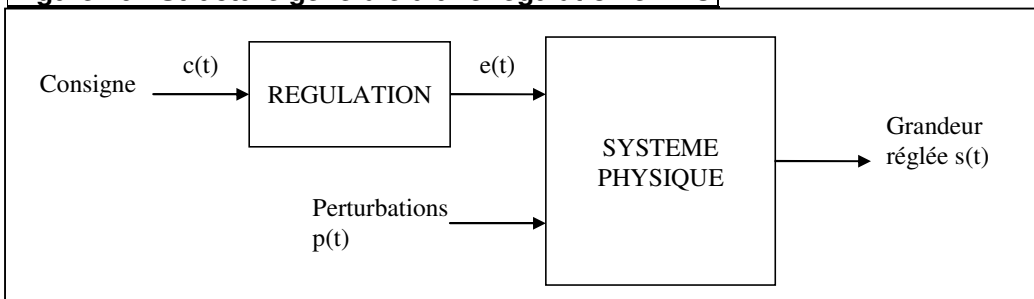 Consigne
c(t)
REGULATION
e(t)
SYSTEME
PHYSIQUE
Grandeur
réglée s(t)
Perturbations
p(t)